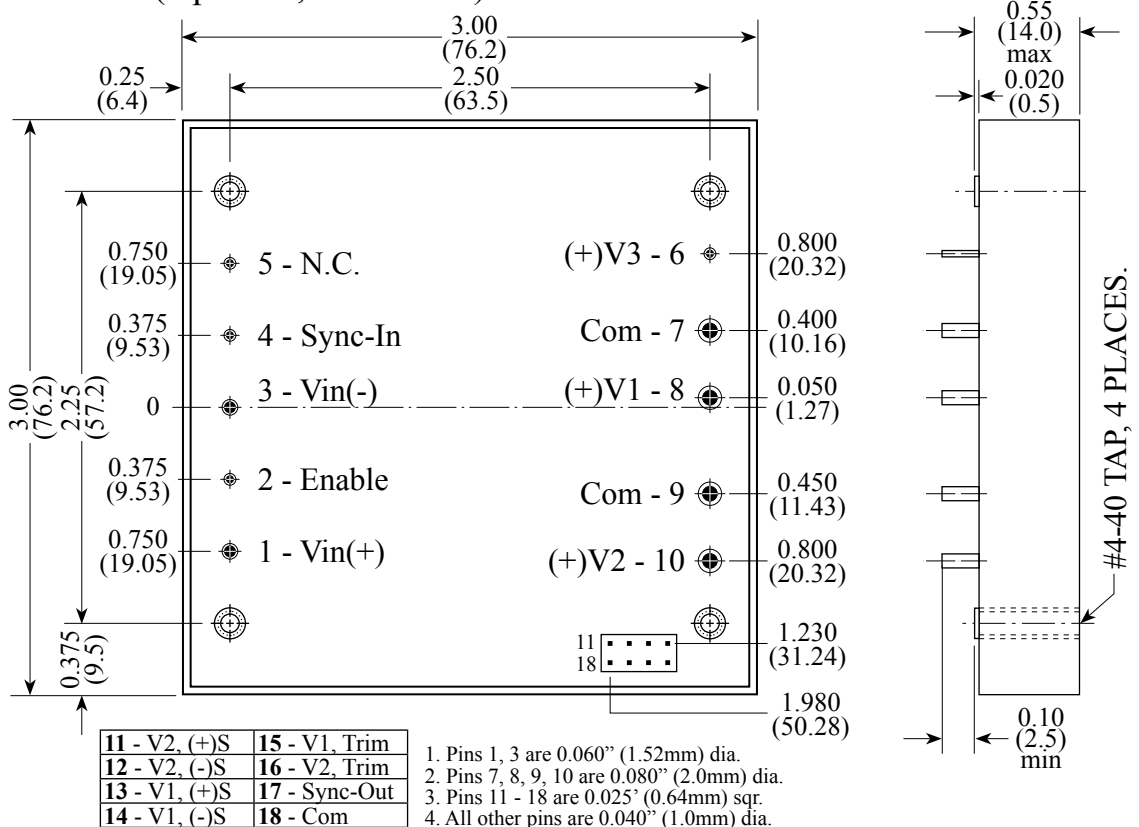 3.00
(76.2)
0.55
(14.0)
max
0.25
(6.4)
2.50
(63.5)
0.020
(0.5)
0.750
(19.05)
5 - N.C.
(+)V3 - 6
0.800
(20.32)
0.375
(9.53)
4 - Sync-In
Com - 7
0.400
(10.16)
3.00
(76.2)
2.25
(57.2)
0
3 - Vin(-)
(+)V1 - 8
0.050
(1.27)
0.375
(9.53)
2 - Enable
Com - 9
0.450
(11.43)
0.750
(19.05)
1 - Vin(+)
(+)V2 - 10
0.800
(20.32)
#4-40 TAP, 4 PLACES.
0.375
(9.5)
11
18
1.230
(31.24)
1.980
(50.28)
0.10
(2.5)
min
11 - V2, (+)S 15 - V1, Trim
12 - V2, (-)S 16 - V2, Trim
13 - V1, (+)S 17 - Sync-Out
14 - V1, (-)S 18 - Com
1. Pins 1, 3 are 0.060” (1.52mm) dia.
2. Pins 7, 8, 9, 10 are 0.080” (2.0mm) dia.
3. Pins 11 - 18 are 0.025’ (0.64mm) sqr.
4. All other pins are 0.040” (1.0mm) dia.